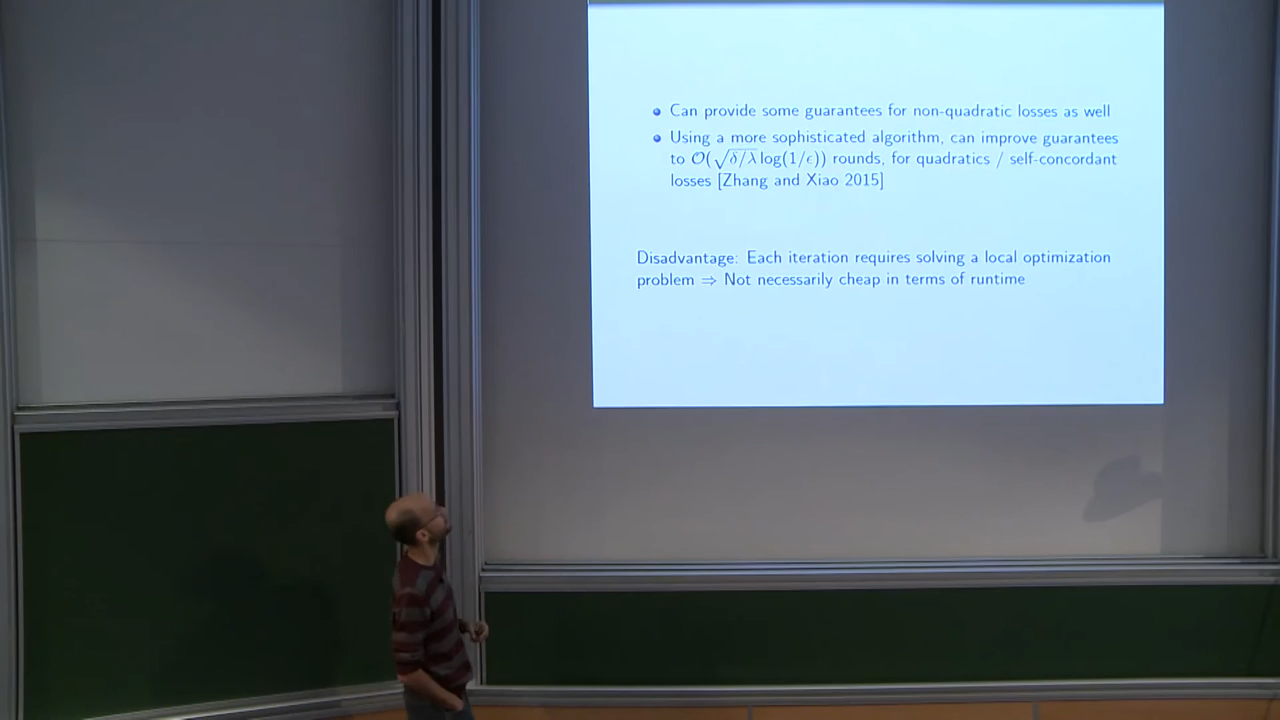 Can provide some guarantees for non-quadratic losses as well
Using a more sophisticated algorithm, can improve guarantees
to O(√δ/λ log(1/ϵ)) rounds, for quadratics / self-concordant
losses [Zhang and Xiao 2015]
Disadvantage: Each iteration requires solving a local optimization
problem ⇒ Not necessarily cheap in terms of runtime